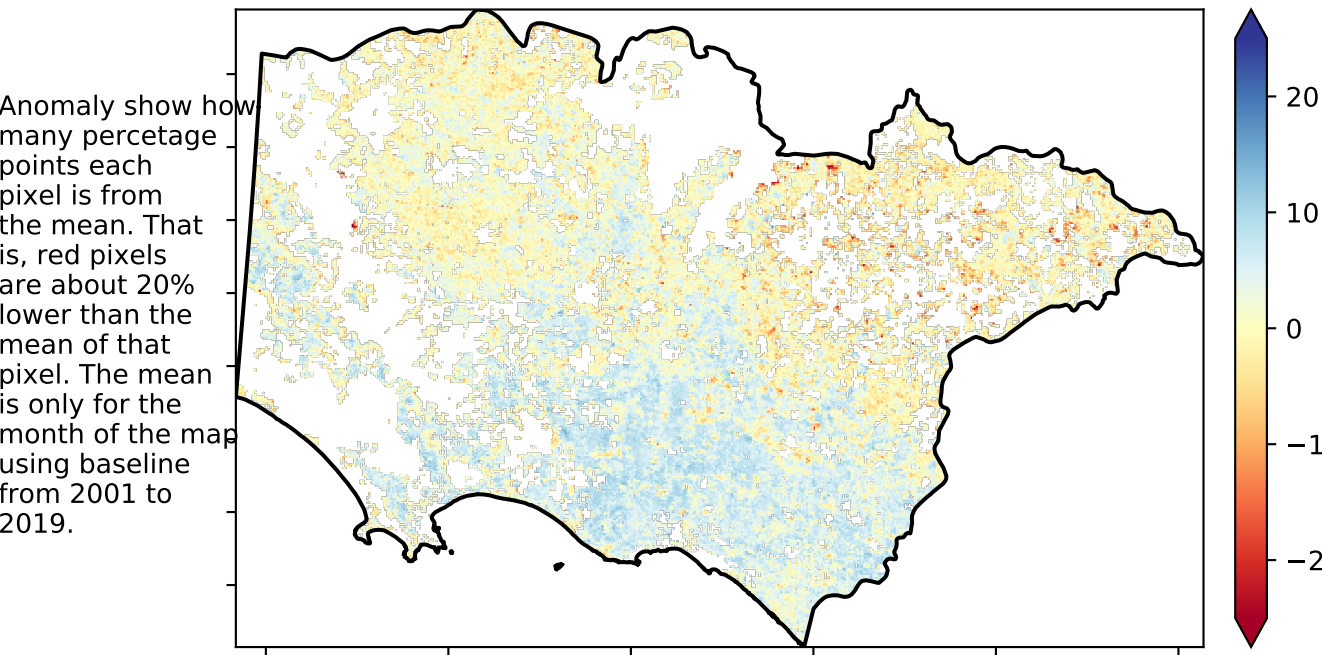 Anomaly show how
many percetage
points each
pixel is from
the mean. That
is, red pixels
are about 20%
lower than the
mean of that
pixel. The mean
is only for the
month of the map
using baseline
from 2001 to
2019.
20
10
0
−1
−2